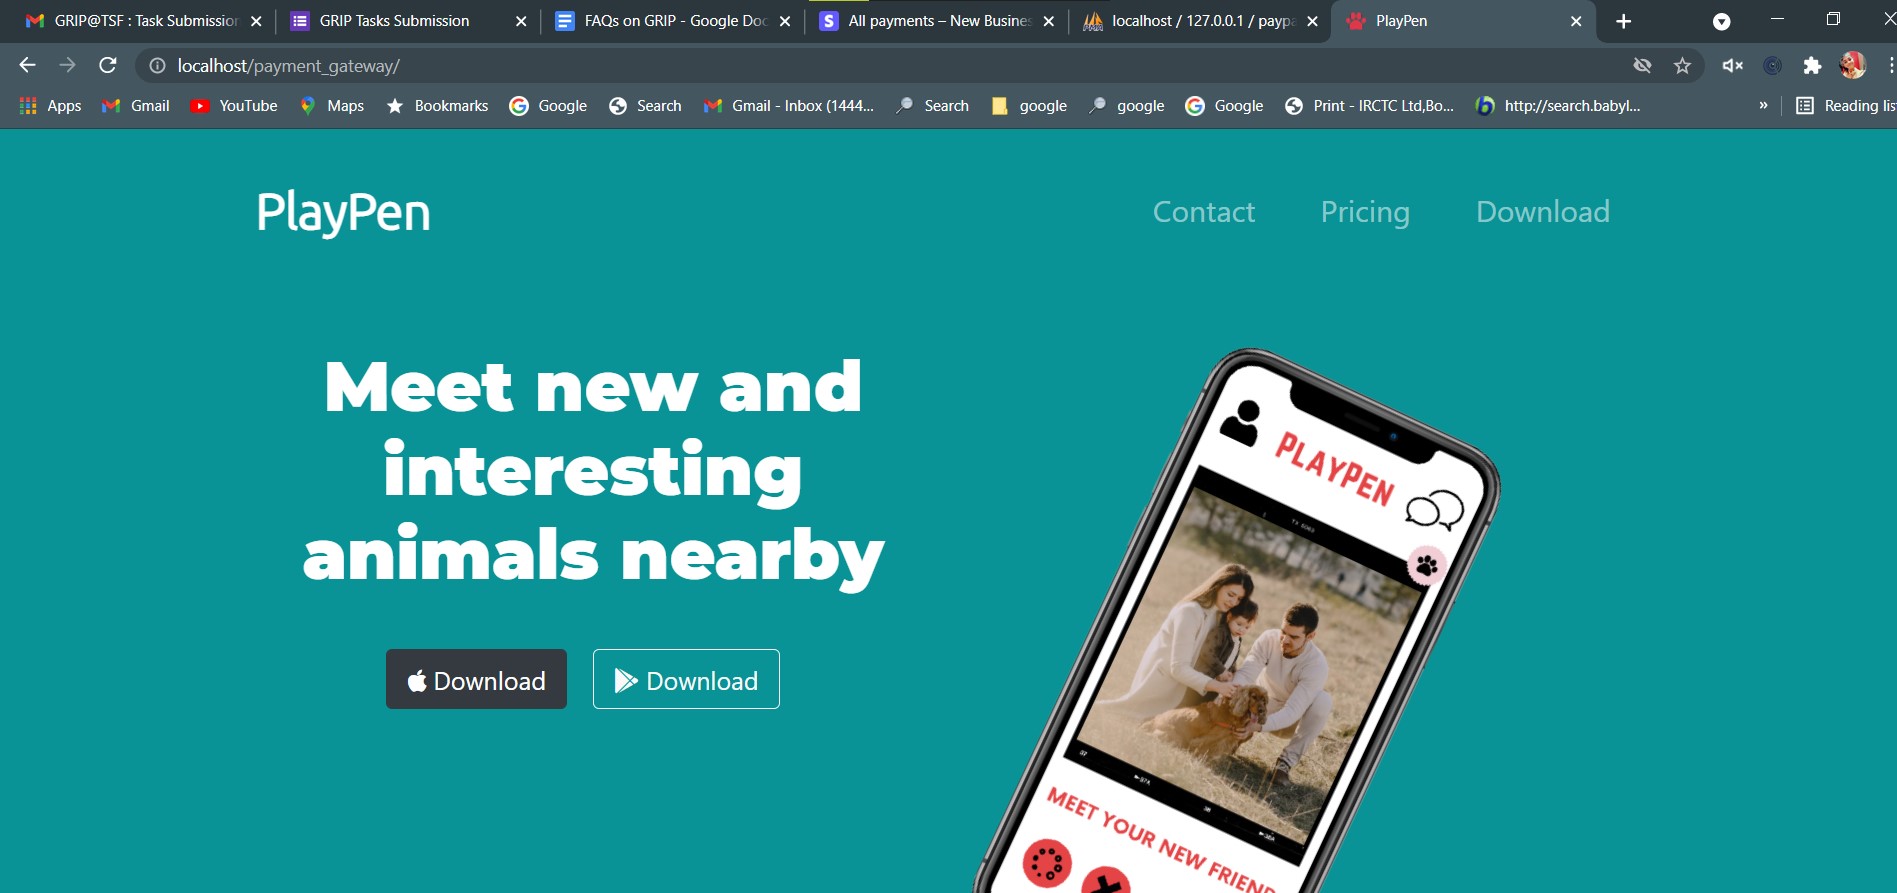 GRIP@TSF : Task Submission
GRIP Tasks Submission
FAQs on GRIP - Google Doc
All payments – New Busines
localhost / 127.0.0.1 / paypa
PlayPen
localhost/payment_gateway/
Apps
Gmail
YouTube
Maps
Bookmarks
Google
Search
Gmail - Inbox (1444...
Search
google
google
Google
Print - IRCTC Ltd,Bo...
http://search.babyl...
»
Reading lis
PlayPen
Contact
Pricing
Download
Meet new and
interesting
animals nearby
Download
Download
PLAYPEN
MEET YOUR NEW FRIEND